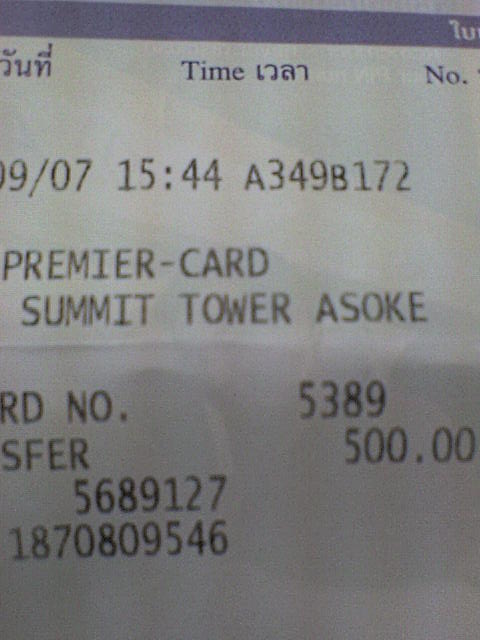 วันที่ Time เวลา No.
09/07 15:44 A349B172
PREMIER-CARD
SUMMIT TOWER ASOKE
RD NO. 5389
SFER 500.00
5689127
1870809546